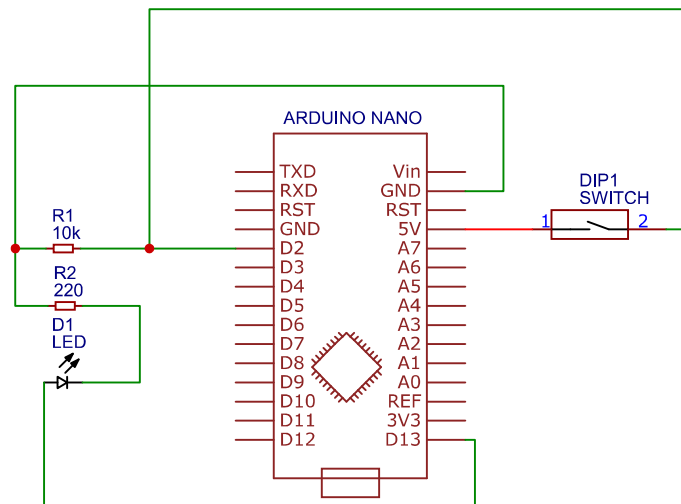 ARDUINO NANO
TXD
RXD
RST
GND
D2
D3
D4
D5
D6
D7
D8
D9
D10
D11
D12
Vin
GND
RST
5V
A7
A6
A5
A4
A3
A2
A1
A0
REF
3V3
D13
R1
10k
R2
220
D1
LED
DIP1
SWITCH
1 2